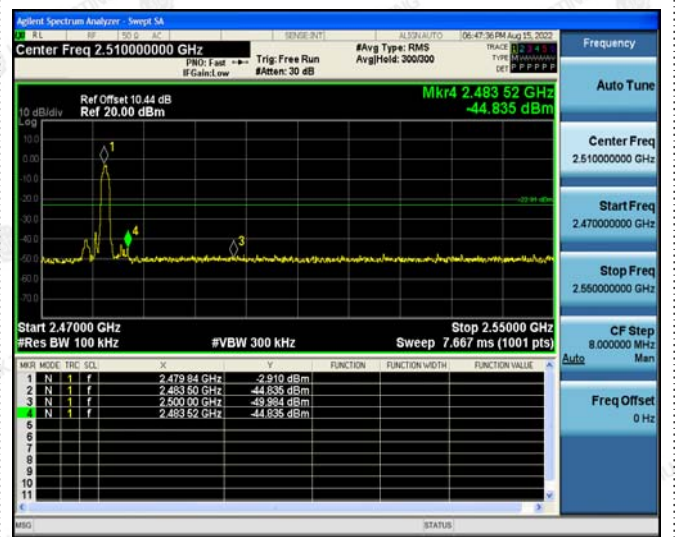 Agilent Spectrum Analyzer - Swept SA
RL RF 50 Ω AC SENSE:INT ALIGNAUTO 06:47:36 PM Aug 15, 2022
Center Freq 2.510000000 GHz
PNO: Fast Trig: Free Run #Avg Type: RMS TRACE 1 2 3 4 5 6
IFGain:Low #Atten: 30 dB Avg|Hold: 300/300 TYPE M
DET P P P P P P
Frequency
Mkr4 2.483 52 GHz
-44.835 dBm
Ref Offset 10.44 dB
10 dB/div Ref 20.00 dBm
Log
10.0
0.00
-10.0
-20.0
-30.0
-40.0
-50.0
-60.0
-70.0
1
4
3
-22.91 dBm
Start 2.47000 GHz Stop 2.55000 GHz
#Res BW 100 kHz #VBW 300 kHz Sweep 7.667 ms (1001 pts)
MKR MODE TRC SCL X Y FUNCTION FUNCTION WIDTH FUNCTION VALUE
1 N 1 f 2.479 84 GHz -2.910 dBm
2 N 1 f 2.483 50 GHz -44.835 dBm
3 N 1 f 2.500 00 GHz -49.984 dBm
4 N 1 f 2.483 52 GHz -44.835 dBm
5
6
7
8
9
10
11
MSG STATUS
Auto Tune
Center Freq
2.510000000 GHz
Start Freq
2.470000000 GHz
Stop Freq
2.550000000 GHz
CF Step
8.000000 MHz
Auto Man
Freq Offset
0 Hz